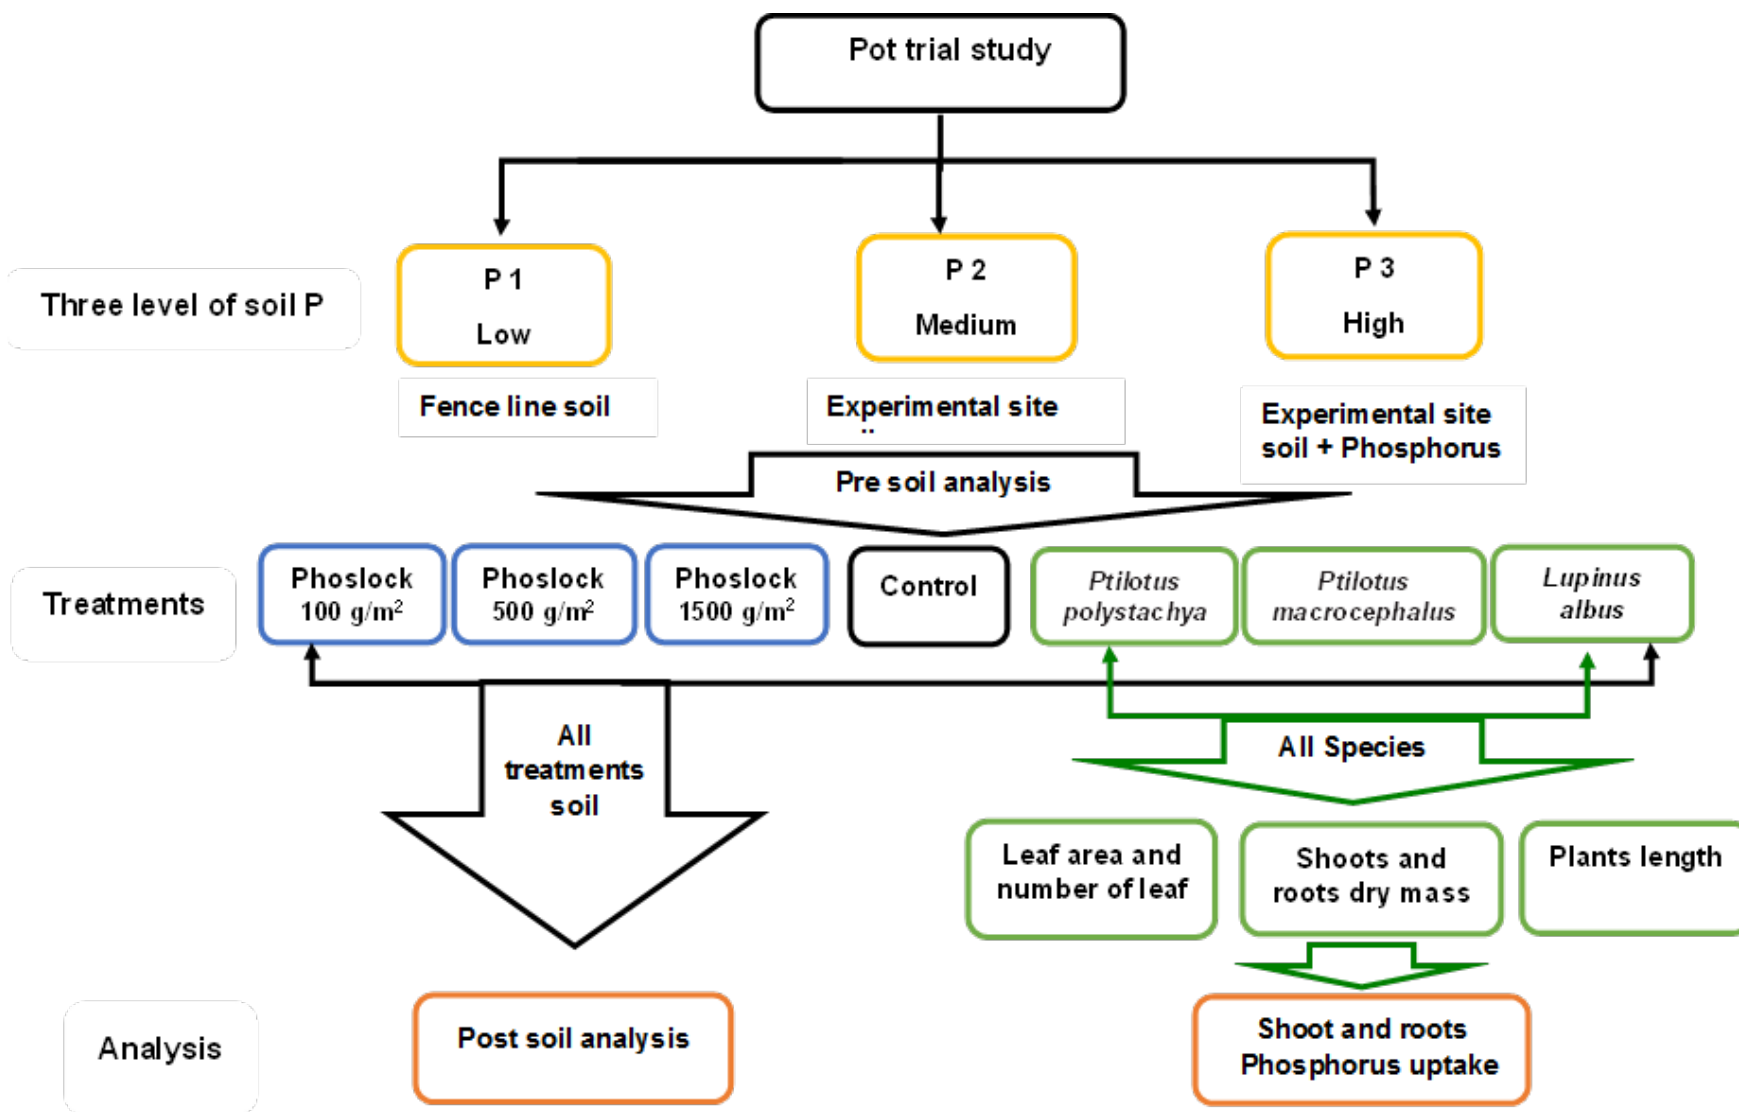 Pot trial study
Three level of soil P
P 1
Low
P 2
Medium
P 3
High
Fence line soil
Experimental site
Experimental site
soil + Phosphorus
Pre soil analysis
Treatments
Phoslock
100 g/m²
Phoslock
500 g/m²
Phoslock
1500 g/m²
Control
Ptilotus
polystachya
Ptilotus
macrocephalus
Lupinus
albus
All
treatments
soil
All Species
Leaf area and
number of leaf
Shoots and
roots dry mass
Plants length
Analysis
Post soil analysis
Shoot and roots
Phosphorus uptake